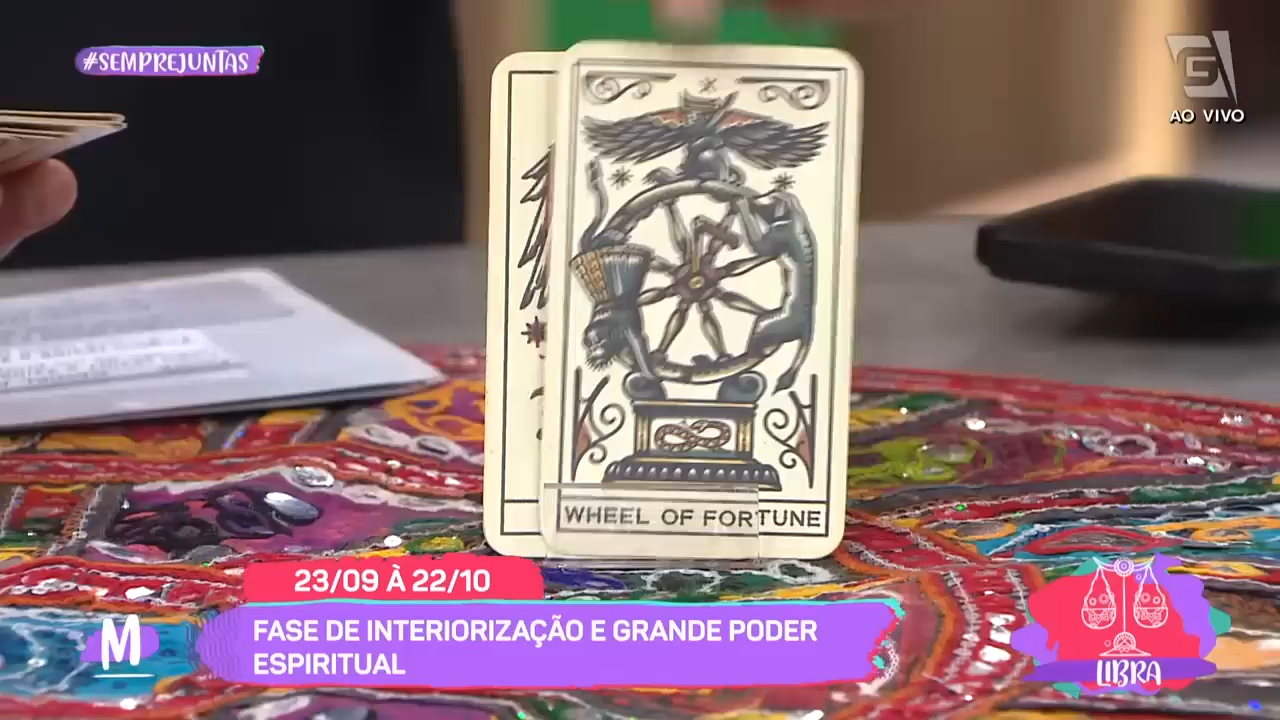 #SEMPREJUNTAS
G
AO VIVO
WHEEL OF FORTUNE
23/09 À 22/10
M
FASE DE INTERIORIZAÇÃO E GRANDE PODER
ESPIRITUAL
LIBRA